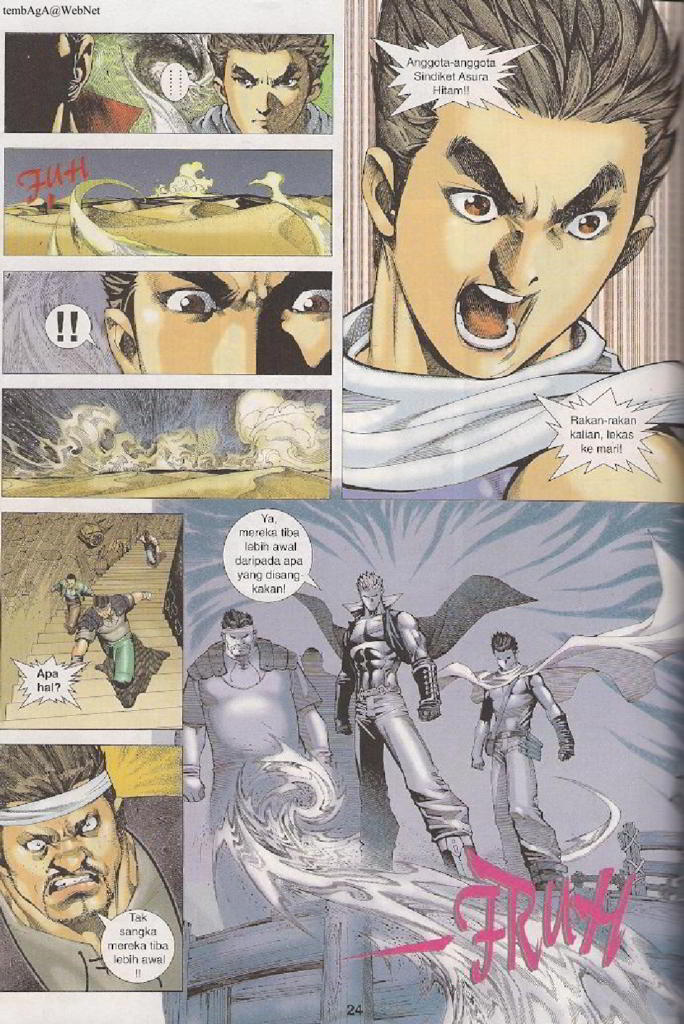 tembAgA@WebNet
......
FUH
!!
Anggota-anggota
Sindiket Asura
Hitam!!
Rakan-rakan
kalian, lekas
ke mari!
Apa
hal?
Ya,
mereka tiba
lebih awal
daripada apa
yang disang-
kakan!
Tak
sangka
mereka tiba
lebih awal
!!
FRUH
24